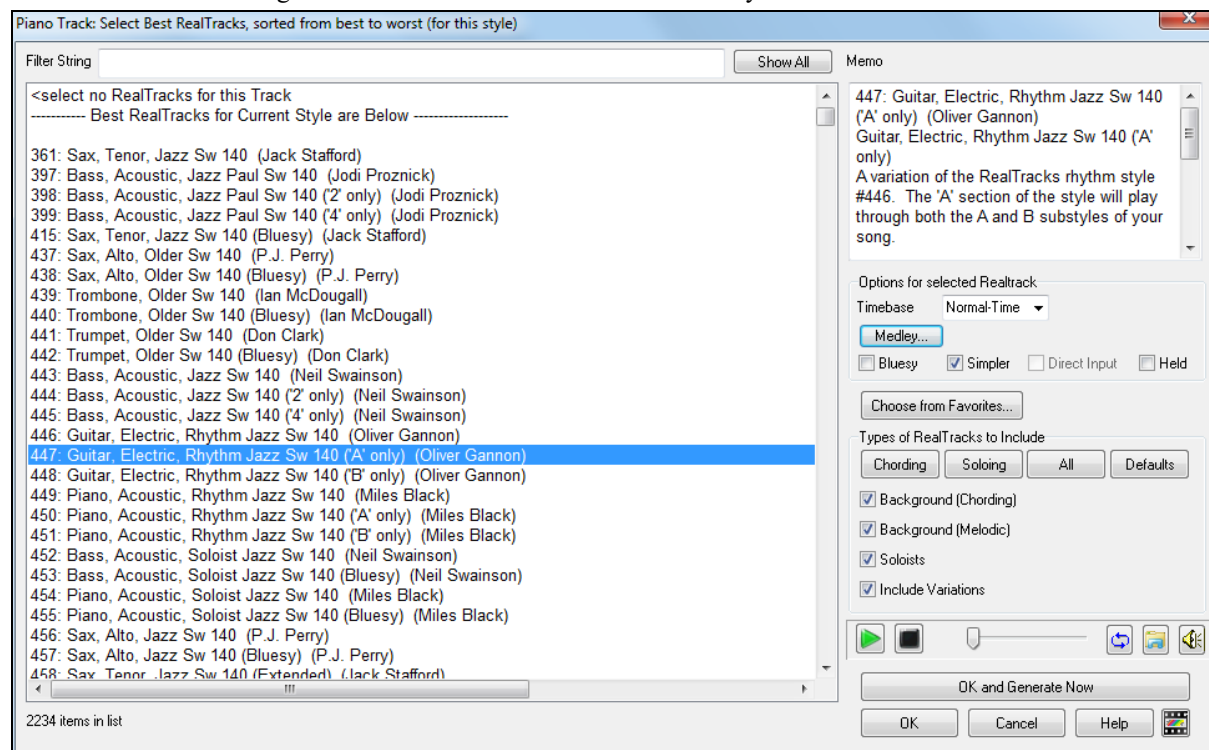 Piano Track: Select Best RealTracks, sorted from best to worst (for this style)
Filter String
Show All
Memo
<select no RealTracks for this Track
----------- Best RealTracks for Current Style are Below -------------------
361: Sax, Tenor, Jazz Sw 140  (Jack Stafford)
397: Bass, Acoustic, Jazz Paul Sw 140  (Jodi Proznick)
398: Bass, Acoustic, Jazz Paul Sw 140 ('2' only)  (Jodi Proznick)
399: Bass, Acoustic, Jazz Paul Sw 140 ('4' only)  (Jodi Proznick)
415: Sax, Tenor, Jazz Sw 140 (Bluesy)  (Jack Stafford)
437: Sax, Alto, Older Sw 140  (P.J. Perry)
438: Sax, Alto, Older Sw 140 (Bluesy)  (P.J. Perry)
439: Trombone, Older Sw 140  (Ian McDougall)
440: Trombone, Older Sw 140 (Bluesy)  (Ian McDougall)
441: Trumpet, Older Sw 140  (Don Clark)
442: Trumpet, Older Sw 140 (Bluesy)  (Don Clark)
443: Bass, Acoustic, Jazz Sw 140  (Neil Swainson)
444: Bass, Acoustic, Jazz Sw 140 ('2' only)  (Neil Swainson)
445: Bass, Acoustic, Jazz Sw 140 ('4' only)  (Neil Swainson)
446: Guitar, Electric, Rhythm Jazz Sw 140  (Oliver Gannon)
447: Guitar, Electric, Rhythm Jazz Sw 140 ('A' only)  (Oliver Gannon)
448: Guitar, Electric, Rhythm Jazz Sw 140 ('B' only)  (Oliver Gannon)
449: Piano, Acoustic, Rhythm Jazz Sw 140  (Miles Black)
450: Piano, Acoustic, Rhythm Jazz Sw 140 ('A' only)  (Miles Black)
451: Piano, Acoustic, Rhythm Jazz Sw 140 ('B' only)  (Miles Black)
452: Bass, Acoustic, Soloist Jazz Sw 140  (Neil Swainson)
453: Bass, Acoustic, Soloist Jazz Sw 140 (Bluesy)  (Neil Swainson)
454: Piano, Acoustic, Soloist Jazz Sw 140  (Miles Black)
455: Piano, Acoustic, Soloist Jazz Sw 140 (Bluesy)  (Miles Black)
456: Sax, Alto, Jazz Sw 140  (P.J. Perry)
457: Sax, Alto, Jazz Sw 140 (Bluesy)  (P.J. Perry)
458: Sax, Tenor, Jazz Sw 140 (Extended)  (Jack Stafford)
2234 items in list
447: Guitar, Electric, Rhythm Jazz Sw 140
('A' only)  (Oliver Gannon)
Guitar, Electric, Rhythm Jazz Sw 140 ('A'
only)
A variation of the RealTracks rhythm style
#446.  The 'A' section of the style will play
through both the A and B substyles of your
song.
Options for selected Realtrack
Timebase Normal-Time
Medley...
Bluesy Simpler Direct Input Held
Choose from Favorites...
Types of RealTracks to Include
Chording Soloing All Defaults
Background (Chording)
Background (Melodic)
Soloists
Include Variations
OK and Generate Now
OK Cancel Help